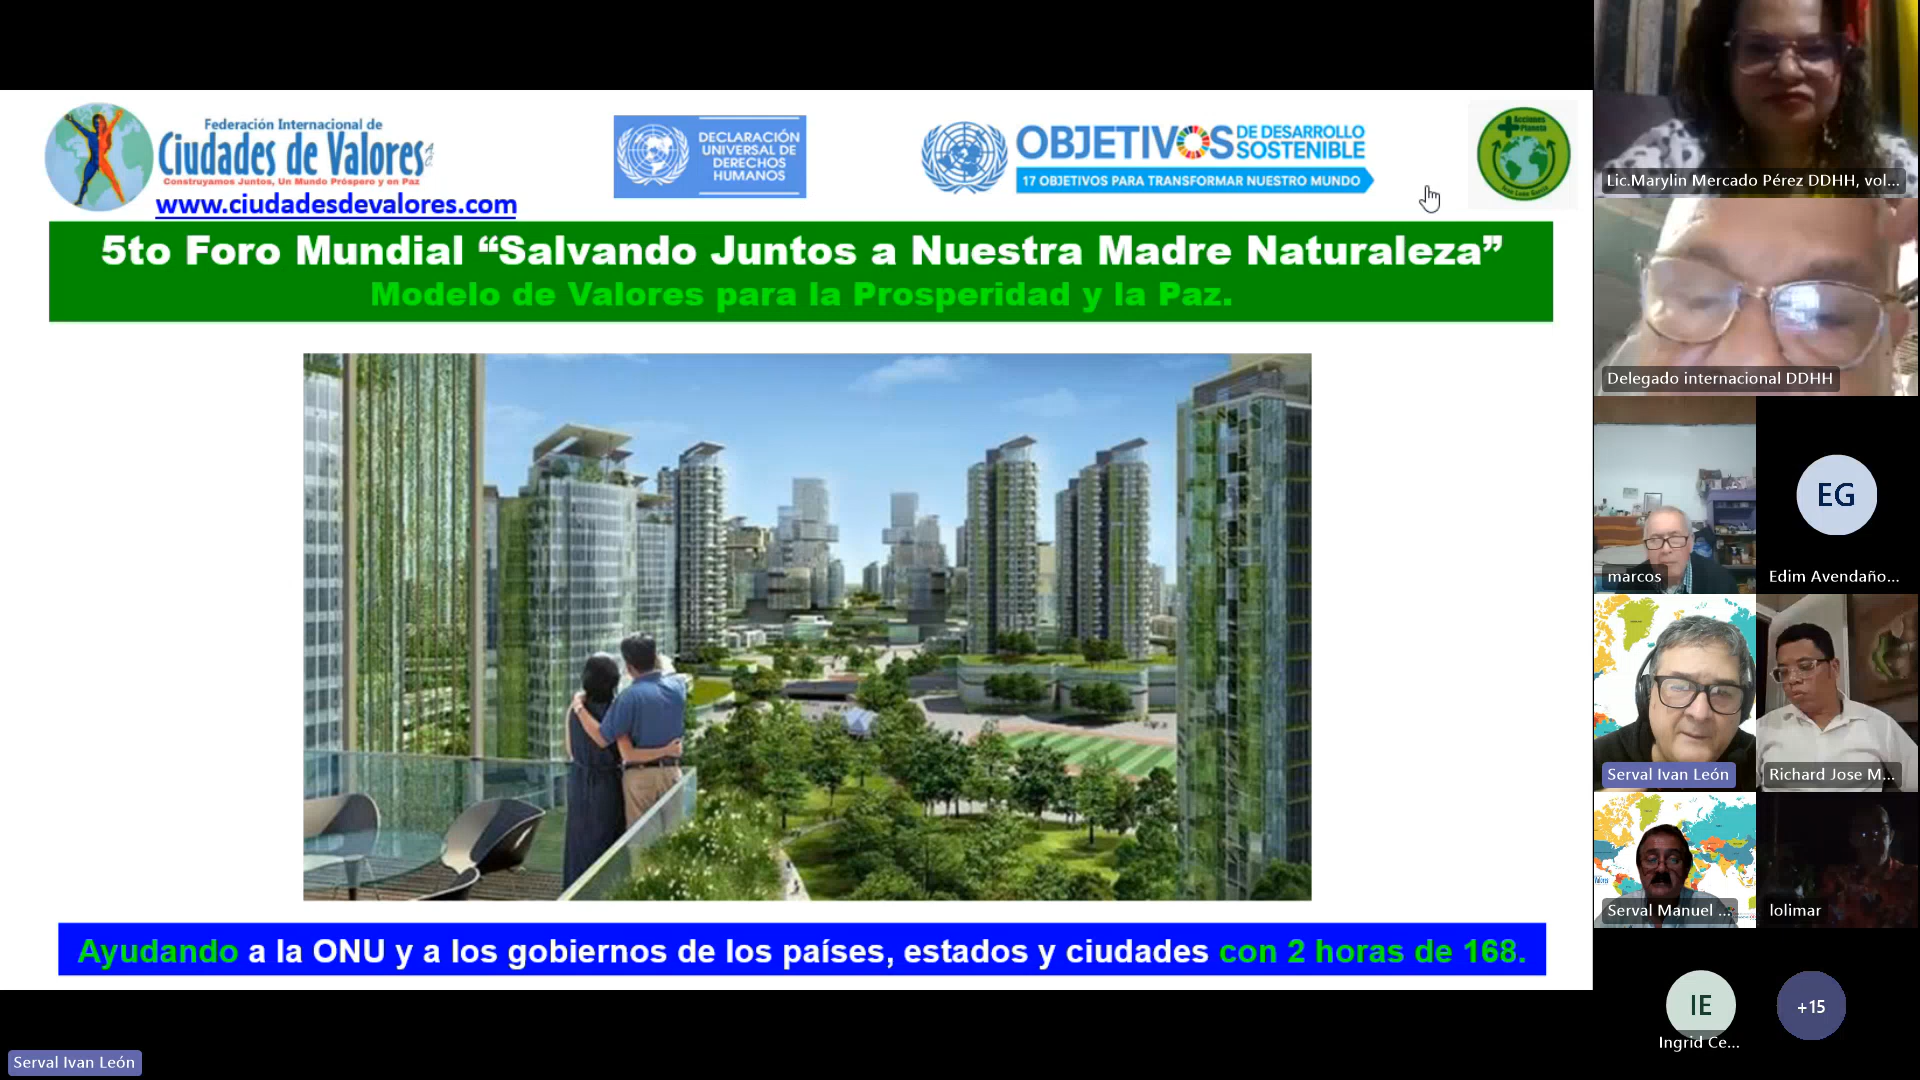 Federación Internacional de
Ciudades de Valores
Construyamos Juntos, Un Mundo Próspero y en Paz
www.ciudadesdevalores.com
DECLARACIÓN
UNIVERSAL DE
DERECHOS
HUMANOS
OBJETIVOS DE DESARROLLO
SOSTENIBLE
17 OBJETIVOS PARA TRANSFORMAR NUESTRO MUNDO
Acciones
Planeta
5to Foro Mundial “Salvando Juntos a Nuestra Madre Naturaleza”
Modelo de Valores para la Prosperidad y la Paz.
Ayudando a la ONU y a los gobiernos de los países, estados y ciudades con 2 horas de 168.
Serval Ivan León
Lic.Marylin Mercado Pérez DDHH, vol...
Delegado internacional DDHH
marcos
EG
Edim Avendaño...
Serval Ivan León
Richard Jose M...
Serval Manuel ...
lolimar
IE
Ingrid Ce...
+15